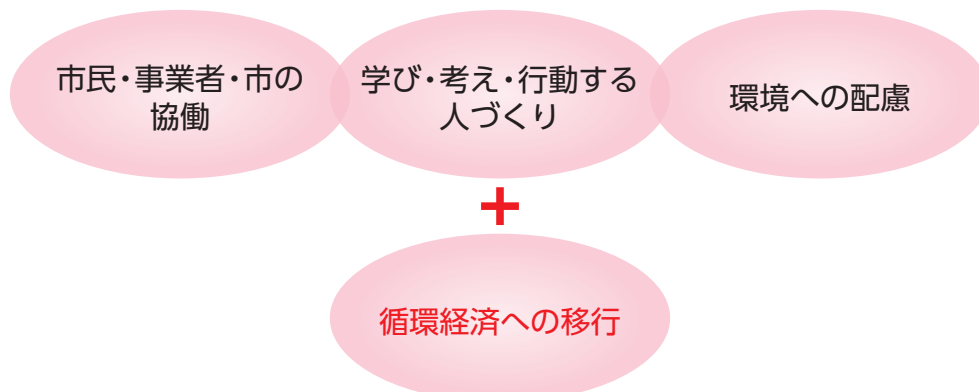 市民・事業者・市の
協働
学び・考え・行動する
人づくり
環境への配慮
+
循環経済への移行